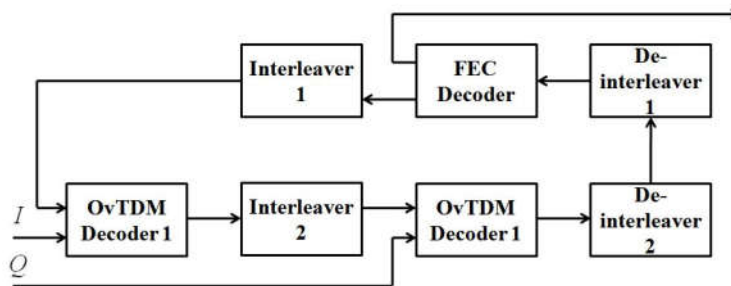 Interleaver
1
FEC
Decoder
De-
interleaver
1
I
Q
OvTDM
Decoder 1
Interleaver
2
OvTDM
Decoder 1
De-
interleaver
2